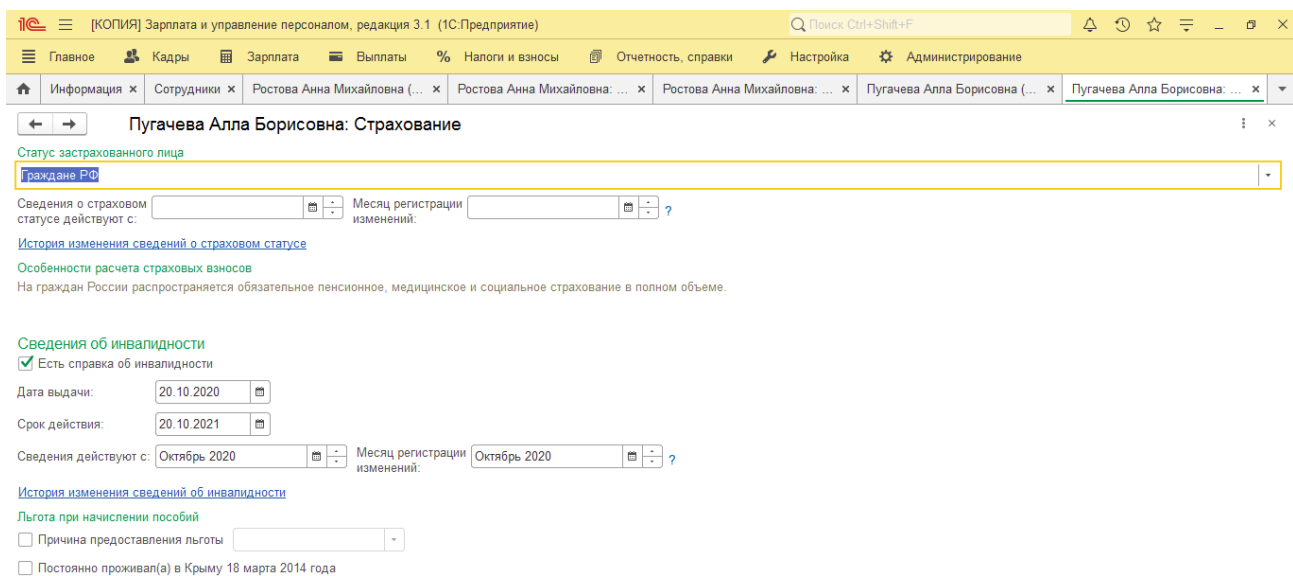 1С [КОПИЯ] Зарплата и управление персоналом, редакция 3.1 (1С:Предприятие) Поиск Ctrl+Shift+F
Главное Кадры Зарплата Выплаты % Налоги и взносы Отчетность, справки Настройка Администрирование
Информация × Сотрудники × Ростова Анна Михайловна (... × Ростова Анна Михайловна: ... × Ростова Анна Михайловна: ... × Пугачева Алла Борисовна (... × Пугачева Алла Борисовна: ... ×
Пугачева Алла Борисовна: Страхование
Статус застрахованного лица
Граждане РФ
Сведения о страховом статусе действуют с: Месяц регистрации изменений: ?
История изменения сведений о страховом статусе
Особенности расчета страховых взносов
На граждан России распространяется обязательное пенсионное, медицинское и социальное страхование в полном объеме.
Сведения об инвалидности
Есть справка об инвалидности
Дата выдачи: 20.10.2020
Срок действия: 20.10.2021
Сведения действуют с: Октябрь 2020 Месяц регистрации изменений: Октябрь 2020 ?
История изменения сведений об инвалидности
Льгота при начислении пособий
Причина предоставления льготы
Постоянно проживал(а) в Крыму 18 марта 2014 года